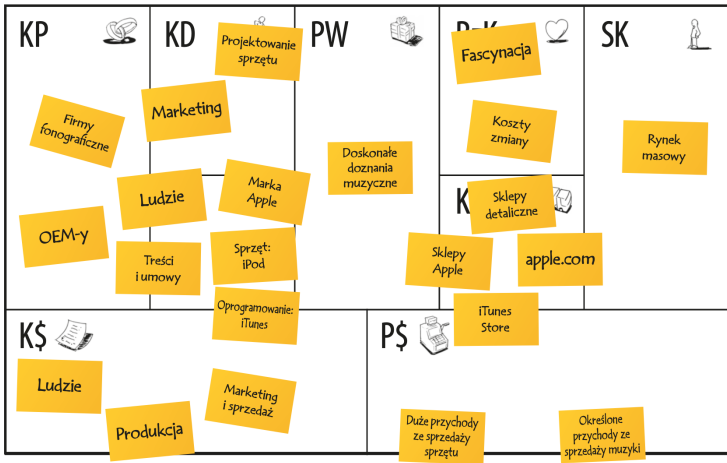 KP
Firmy
fonograficzne
OEM-y
KD
Projektowanie
sprzętu
Marketing
Ludzie
Marka
Apple
Treści
i umowy
Sprzęt:
iPod
Oprogramowanie:
iTunes
PW
Doskonałe
doznania
muzyczne
Fascynacja
Koszty
zmiany
K
Sklepy
detaliczne
Sklepy
Apple
apple.com
iTunes
Store
SK
Rynek
masowy
K$
Ludzie
Produkcja
Marketing
i sprzedaż
P$
Duże przychody
ze sprzedaży
sprzętu
Określone
przychody ze
sprzedaży muzyki